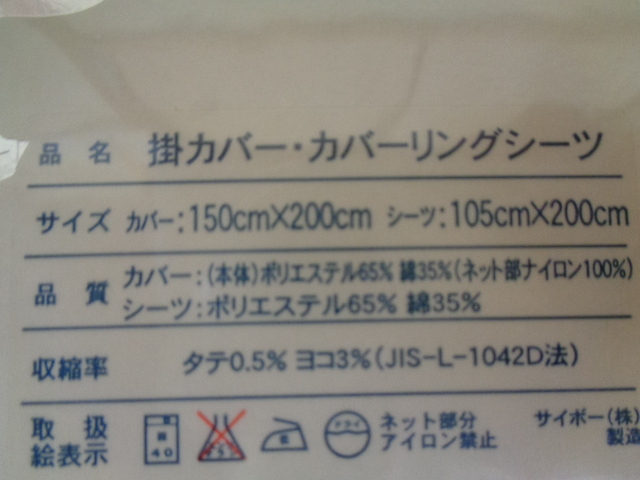 品名 掛カバー・カバーリングシーツ
サイズ カバー:150cm×200cm シーツ:105cm×200cm
品質 カバー:(本体)ポリエステル65% 綿35%(ネット部ナイロン100%)
シーツ:ポリエステル65% 綿35%
収縮率 タテ0.5% ヨコ3%(JIS-L-1042D法)
取扱絵表示 40 ドライ ネット部分 サイボー(株)
アイロン禁止 製造